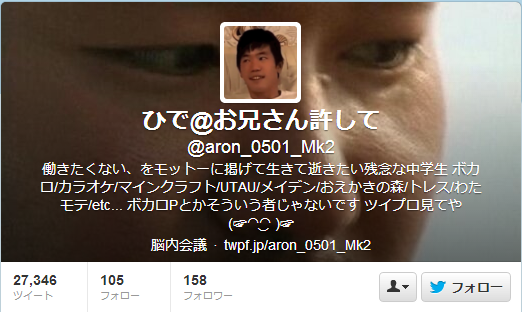 ひで@お兄さん許して
@aron_0501_Mk2
働きたくない、をモットーに掲げて生きて逝きたい残念な中学生 ボカ
ロ/カラオケ/マインクラフト/UTAU/メイデン/おえかきの森/トレス/わた
モテ/etc... ボカロPとかそういう者じゃないです ツイプロ見てや
(☞◠‿◠ )☞
脳内会議 · twpf.jp/aron_0501_Mk2
27,346 105 158
ツイート フォロー フォロワー フォロー